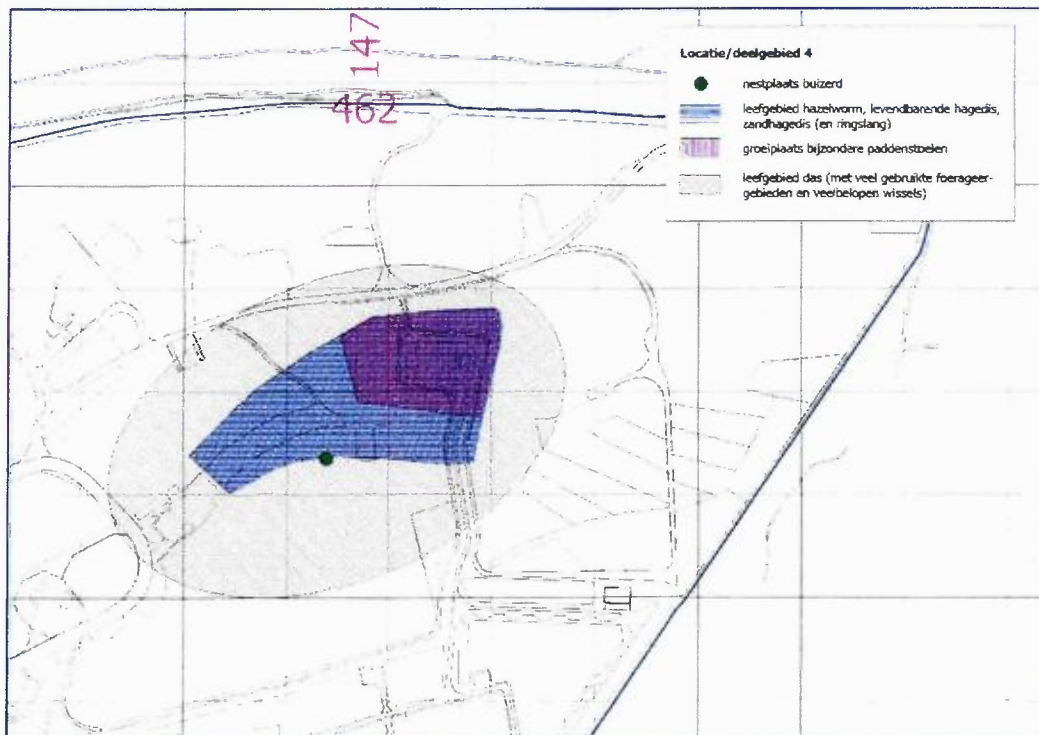 147
462
Locatie/deelgebied 4
nestplaats buizerd
leefgebied hazelworm, levendbarende hagedis,
zandhagedis (en ringslang)
groeiplaats bijzondere paddenstoelen
leefgebied das (met veel gebruikte foerageer-
gebieden en veelbelopen wissels)